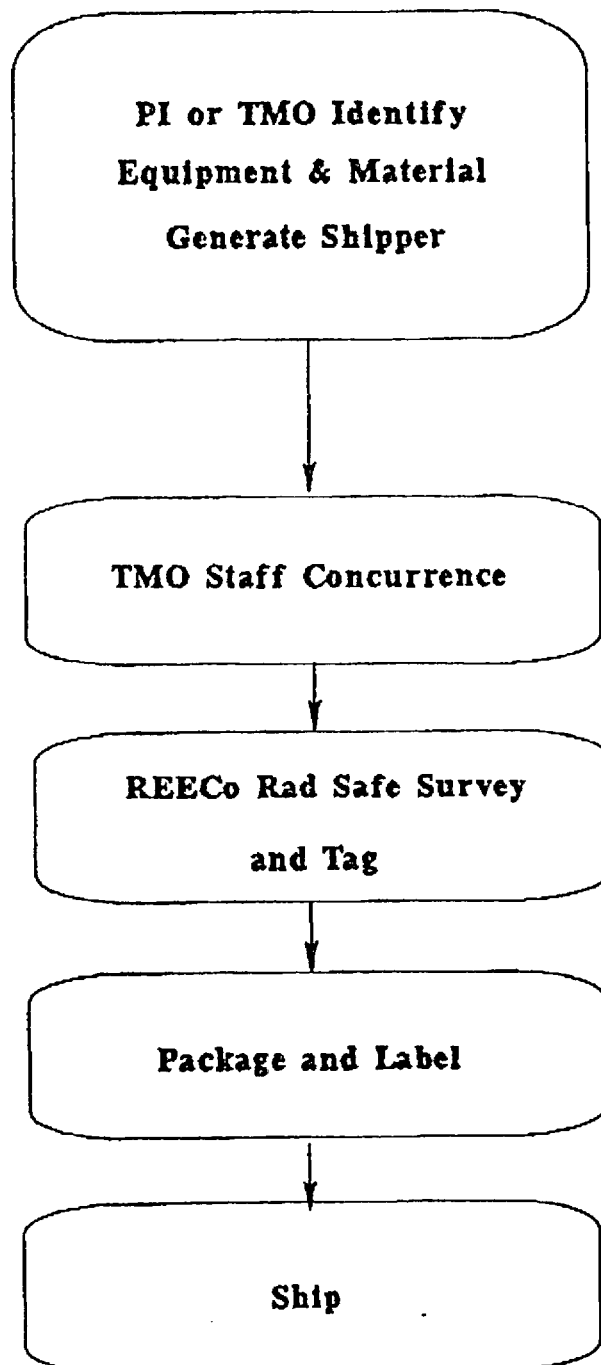 PI or TMO Identify
Equipment & Material
Generate Shipper
TMO Staff Concurrence
REECo Rad Safe Survey
and Tag
Package and Label
Ship